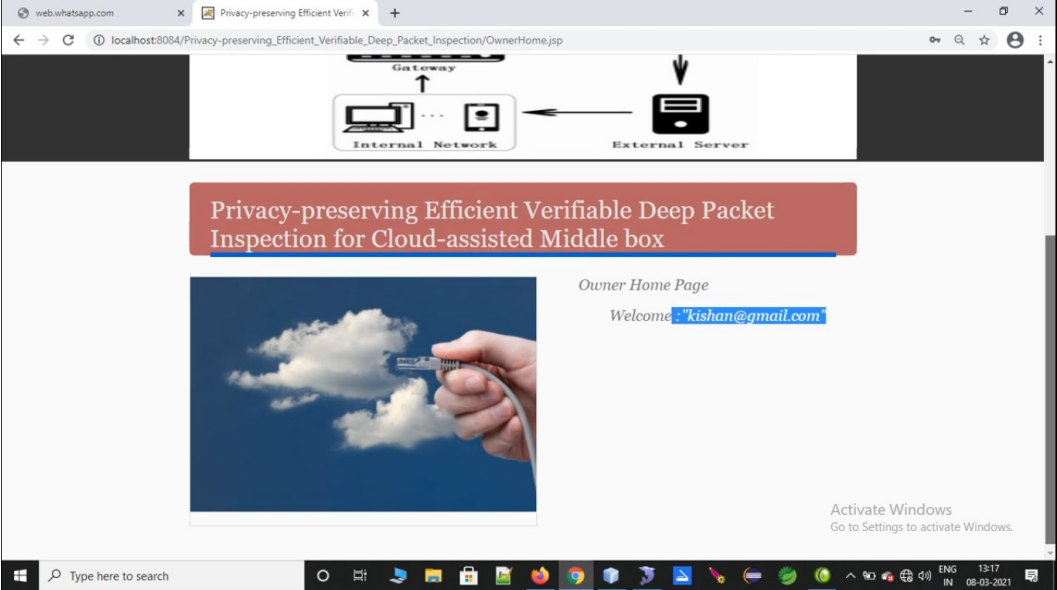 web.whatsapp.com
Privacy-preserving Efficient Verifi
localhost:8084/Privacy-preserving_Efficient_Verifiable_Deep_Packet_Inspection/OwnerHome.jsp
Gateway
...
Internal Network
External Server
Privacy-preserving Efficient Verifiable Deep Packet
Inspection for Cloud-assisted Middle box
Owner Home Page
Welcome :"kishan@gmail.com"
Activate Windows
Go to Settings to activate Windows.
Type here to search
ENG
IN
13:17
08-03-2021